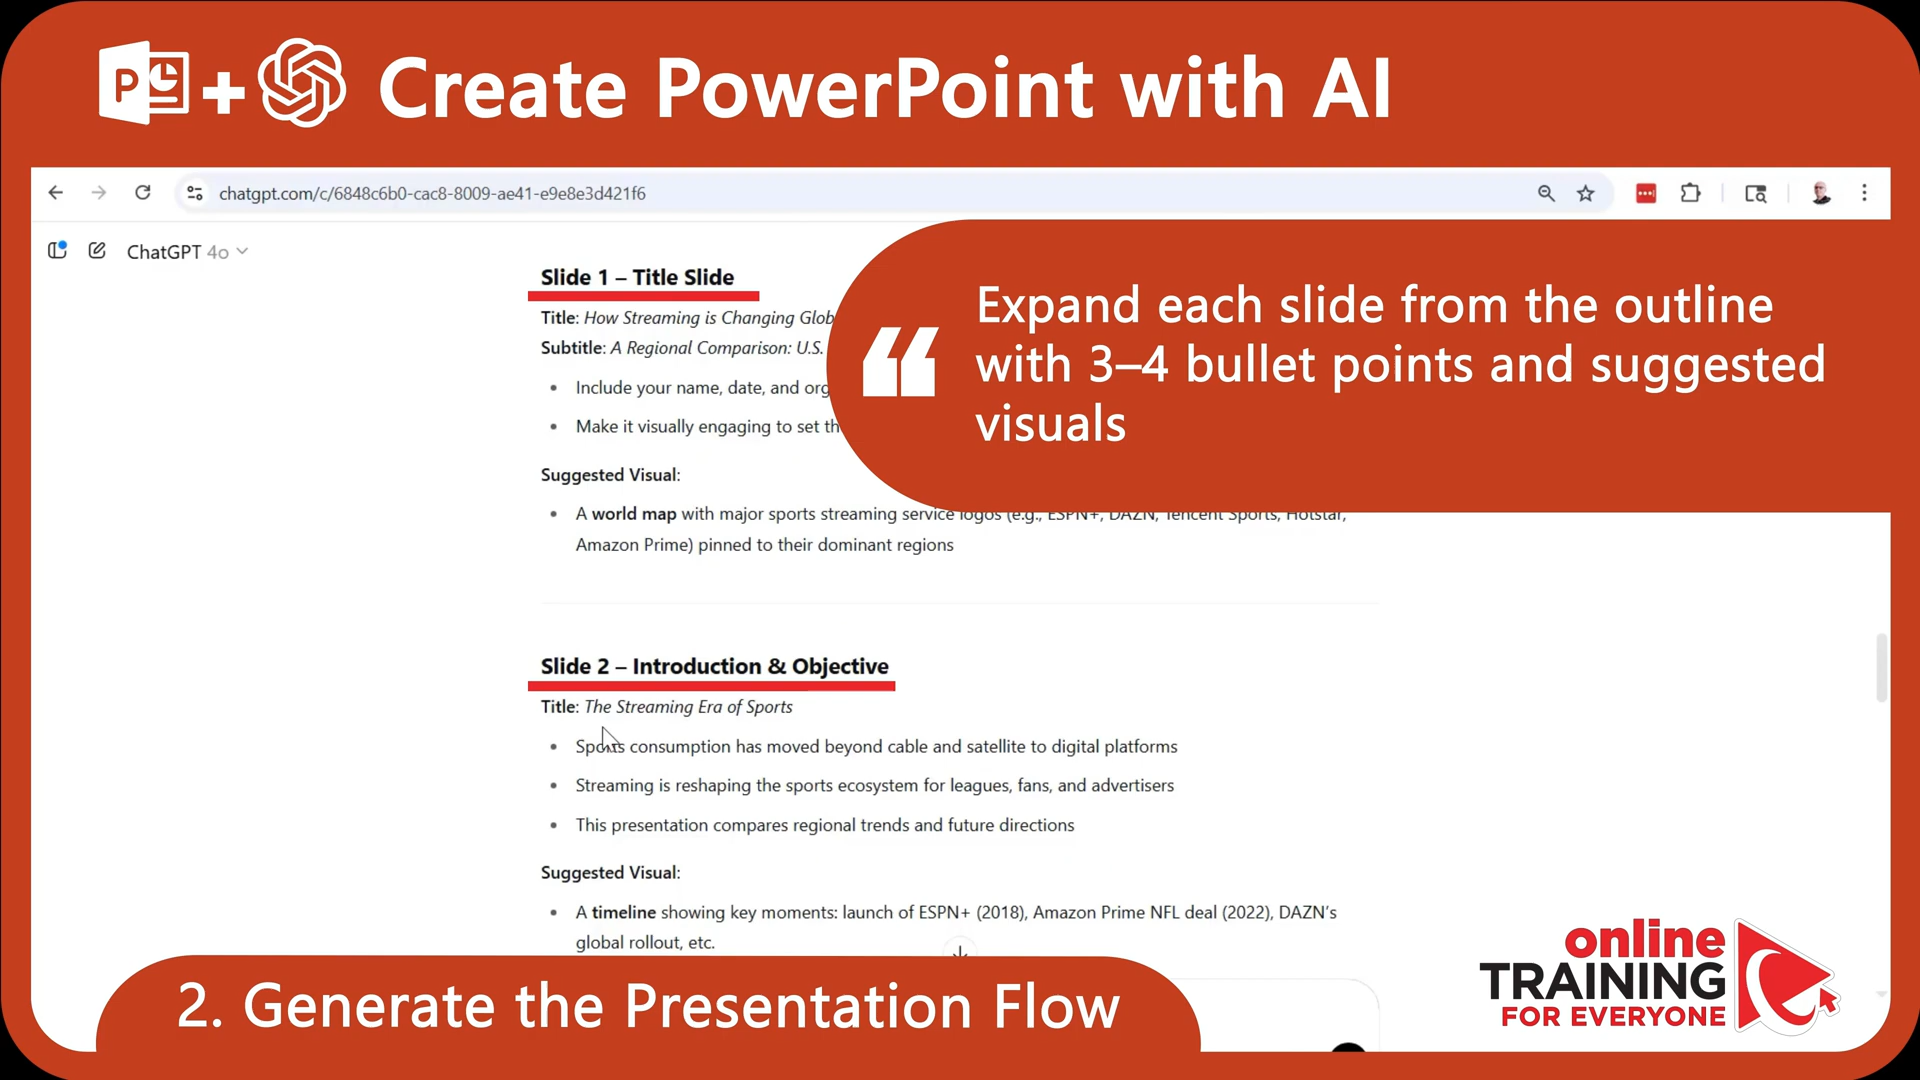 P + Create PowerPoint with AI
chatgpt.com/c/6848c6b0-cac8-8009-ae41-e9e8e3d421f6
ChatGPT 4o
Slide 1 – Title Slide
Title: How Streaming is Changing Glob
Subtitle: A Regional Comparison: U.S.
• Include your name, date, and org
• Make it visually engaging to set th
“ Expand each slide from the outline
with 3–4 bullet points and suggested
visuals
Suggested Visual:
• A world map with major sports streaming service logos (e.g., ESPN+, DAZN, Tencent Sports, Hotstar,
Amazon Prime) pinned to their dominant regions
Slide 2 – Introduction & Objective
Title: The Streaming Era of Sports
• Sports consumption has moved beyond cable and satellite to digital platforms
• Streaming is reshaping the sports ecosystem for leagues, fans, and advertisers
• This presentation compares regional trends and future directions
Suggested Visual:
• A timeline showing key moments: launch of ESPN+ (2018), Amazon Prime NFL deal (2022), DAZN's
global rollout, etc.
2. Generate the Presentation Flow
online
TRAINING
FOR EVERYONE